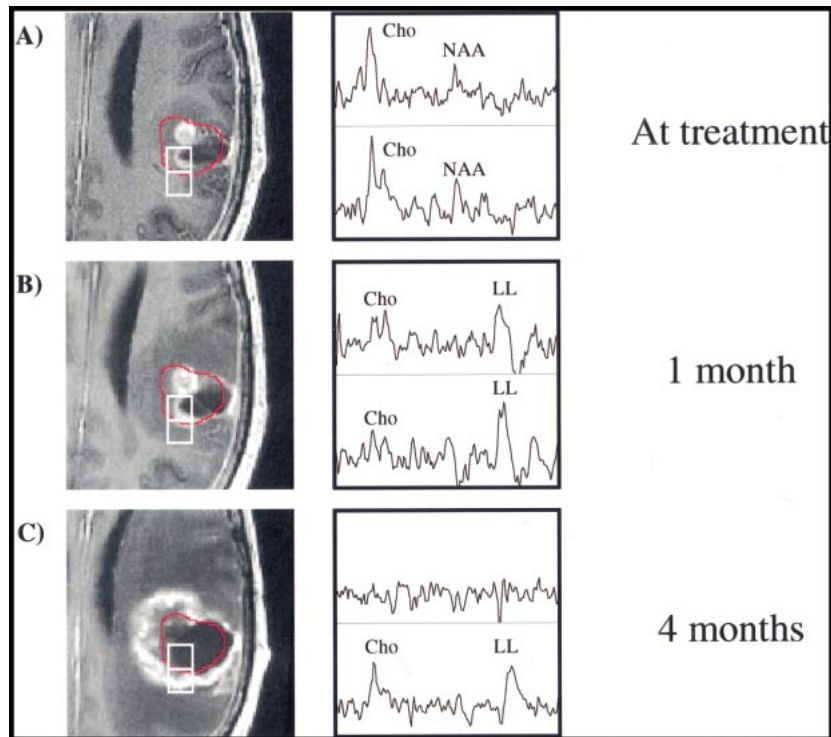 A)
Cho
NAA
Cho
NAA
At treatment
B)
Cho
LL
Cho
LL
1 month
C)
Cho
LL
4 months